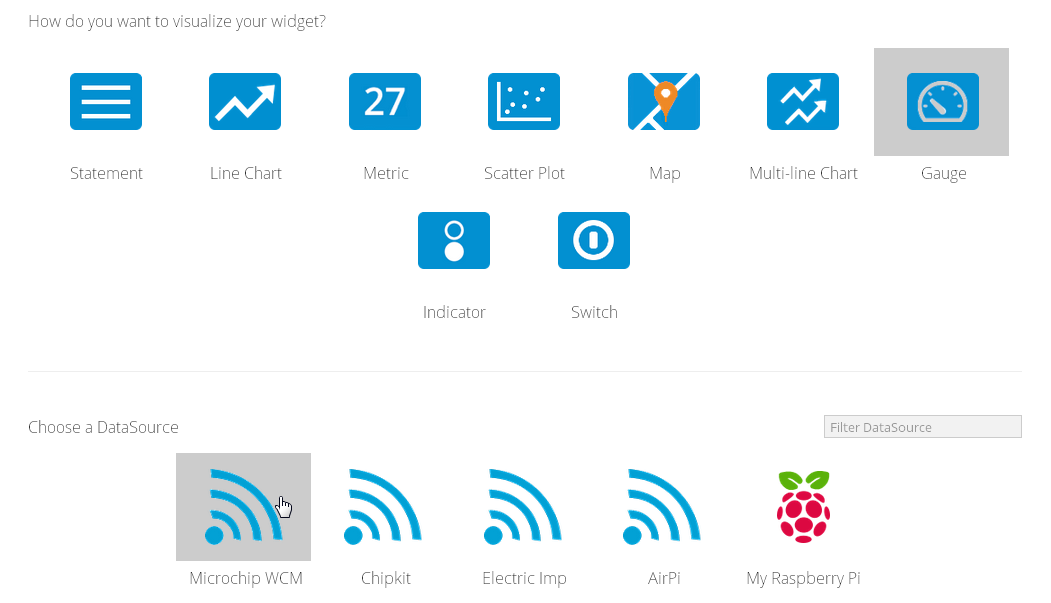 How do you want to visualize your widget?
27
Statement Line Chart Metric Scatter Plot Map Multi-line Chart Gauge
Indicator Switch
Choose a DataSource Filter DataSource
Microchip WCM Chipkit Electric Imp AirPi My Raspberry Pi